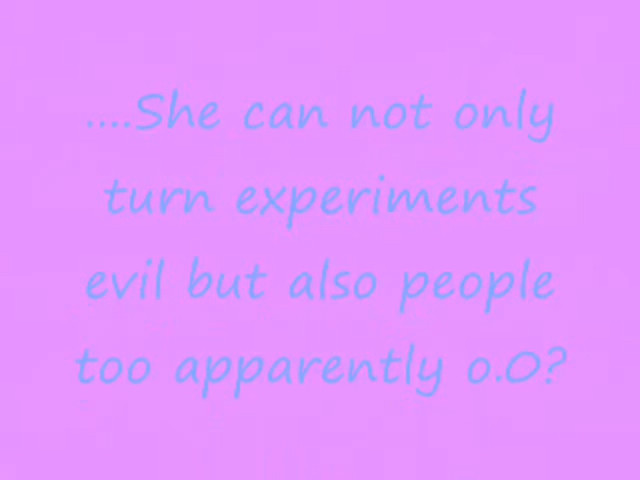 ....She can not only
turn experiments
evil but also people
too apparently o.O?